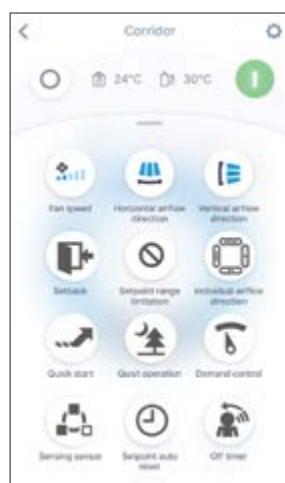 Corridor
24°C 30°C
Fan speed
Horizontal airflow
direction
Vertical airflow
direction
Setback
Setpoint range
limitation
Individual airflow
direction
Quick start
Quiet operation
Demand control
Sensing sensor
Setpoint auto
reset
Off timer